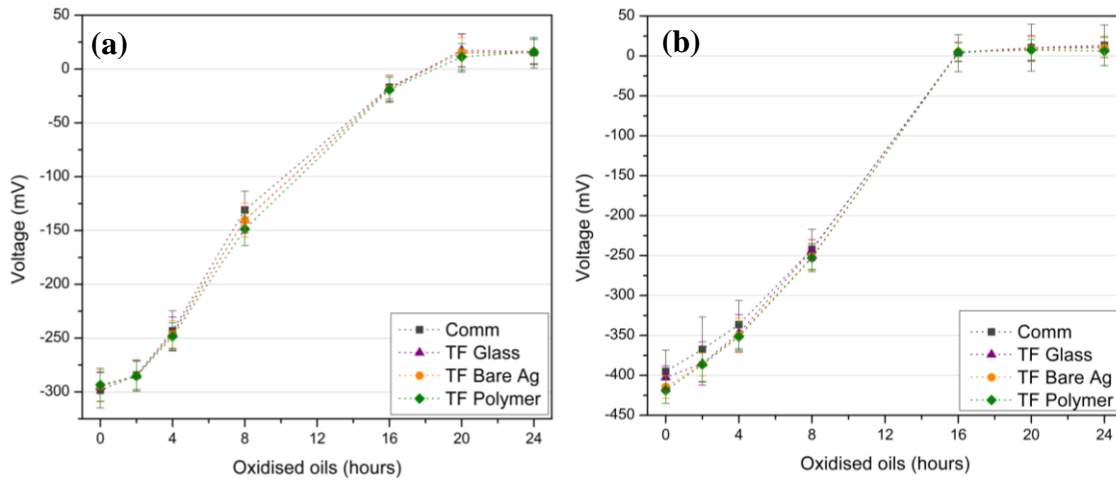 (a)
Voltage (mV)
50
0
-50
-100
-150
-200
-250
-300
0 4 8 12 16 20 24
Oxidised oils (hours)
Comm
TF Glass
TF Bare Ag
TF Polymer
(b)
Voltage (mV)
50
0
-50
-100
-150
-200
-250
-300
-350
-400
-450
0 4 8 12 16 20 24
Oxidised oils (hours)
Comm
TF Glass
TF Bare Ag
TF Polymer